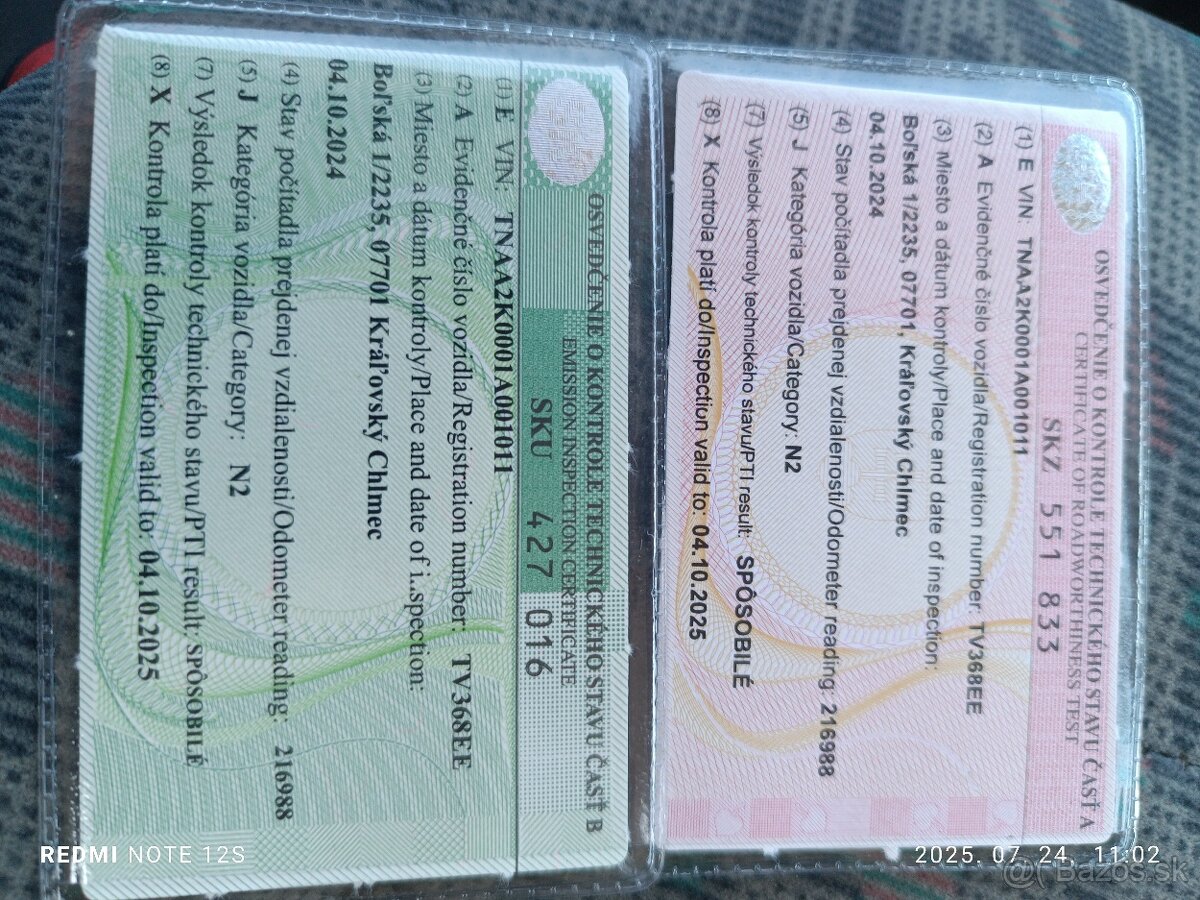 OSVEDČENIE O KONTROLE TECHNICKÉHO STAVU ČASŤ A
CERTIFICATE OF ROADWORTHINESS TEST
SKZ 551 833
(1) E VIN TNAA2K0001A001011
(2) A Evidenčné číslo vozidla/Registration number: TV368EE
(3) Miesto a dátum kontroly/Place and date of inspection:
Boľská 1/2235, 07701, Kráľovský Chlmec
04.10.2024
(4) Stav počítadla prejdenej vzdialenosti/Odometer reading: 216988
(5) J Kategória vozidla/Category: N2
(7) Výsledok kontroly technického stavu/PTI result: SPÔSOBILÉ
(8) X Kontrola platí do/Inspection valid to: 04.10.2025
OSVEDČENIE O KONTROLE TECHNICKÉHO STAVU ČASŤ B
EMISSION INSPECTION CERTIFICATE
SKU 427 016
(1) E VIN: TNAA2K0001A001011
(2) A Evidenčné číslo vozidla/Registration number: TV368EE
(3) Miesto a dátum kontroly/Place and date of i..spection:
Boľská 1/2235, 07701 Kráľovský Chlmec
04.10.2024
(4) Stav počítadla prejdenej vzdialenosti/Odometer reading: 216988
(5) J Kategória vozidla/Category: N2
(7) Výsledok kontroly technického stavu/PTI result: SPÔSOBILÉ
(8) X Kontrola platí do/Inspection valid to: 04.10.2025
REDMI NOTE 12S
2025. 07. 24. 11:02
@( Bazos.sk